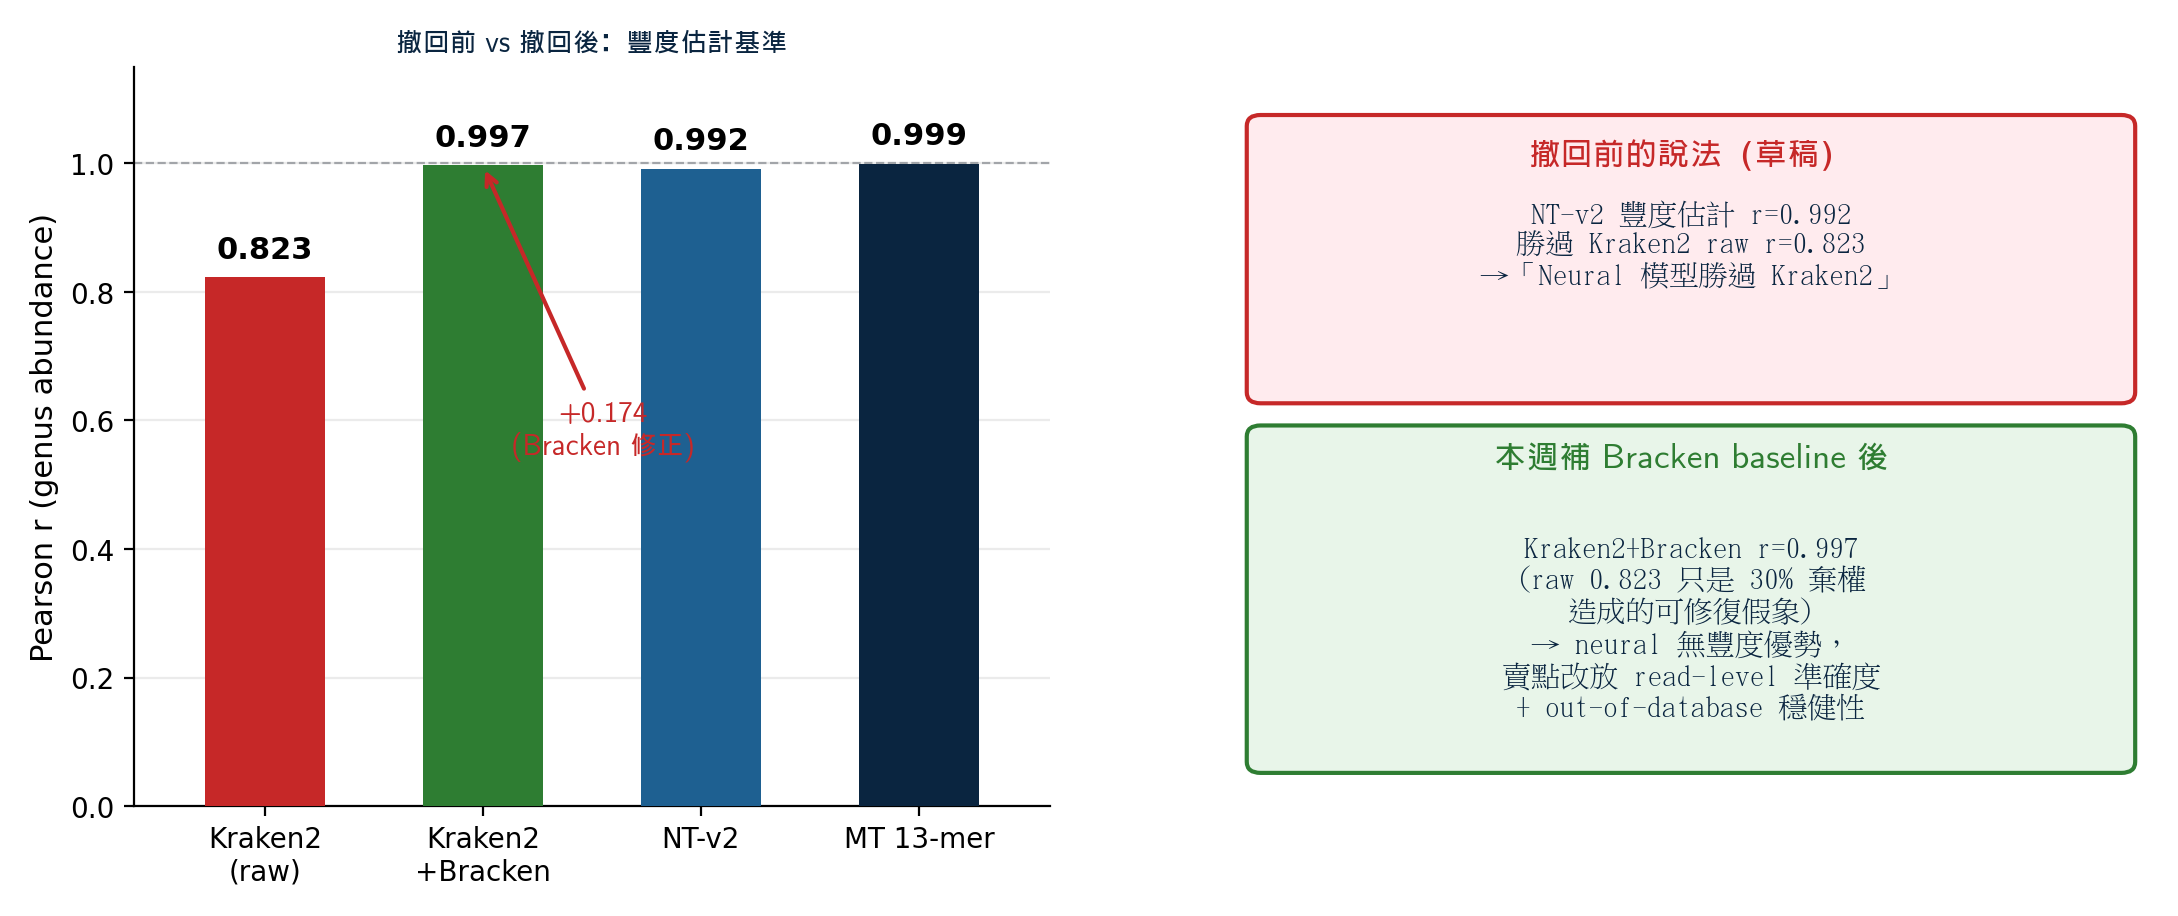 撤回前 vs 撤回後：豐度估計基準
Pearson r (genus abundance)
1.0
0.8
0.6
0.4
0.2
0.0
0.823
0.997
0.992
0.999
+0.174
(Bracken 修正)
Kraken2
(raw)
Kraken2
+Bracken
NT-v2
MT 13-mer
撤回前的說法 (草稿)
NT-v2 豐度估計 r=0.992
勝過 Kraken2 raw r=0.823
→「Neural 模型勝過 Kraken2」
本週補 Bracken baseline 後
Kraken2+Bracken r=0.997
（raw 0.823 只是 30% 棄權
造成的可修復假象）
→ neural 無豐度優勢，
賣點改放 read-level 準確度
+ out-of-database 穩健性